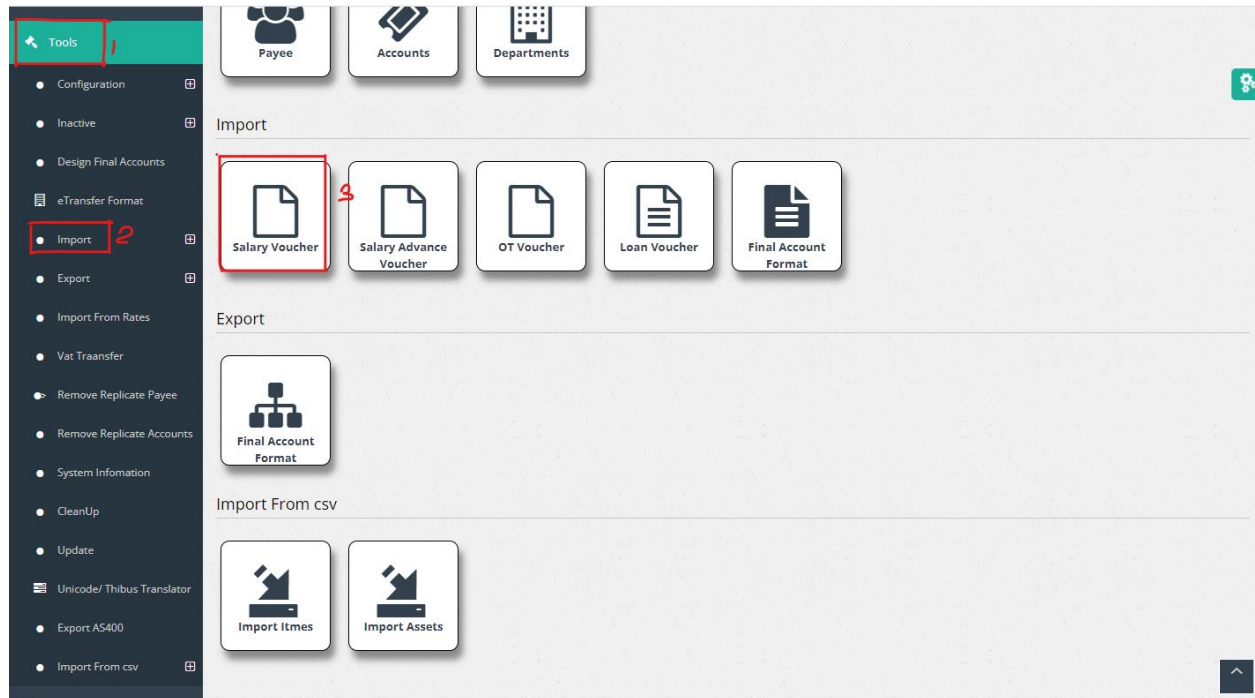 Tools 1
Configuration
Inactive
Design Final Accounts
eTransfer Format
Import 2
Export
Import From Rates
Vat Traansfer
Remove Replicate Payee
Remove Replicate Accounts
System Infomation
CleanUp
Update
Unicode/ Thibus Translator
Export AS400
Import From csv
Payee
Accounts
Departments
Import
Salary Voucher
3
Salary Advance
Voucher
OT Voucher
Loan Voucher
Final Account
Format
Export
Final Account
Format
Import From csv
Import Itmes
Import Assets